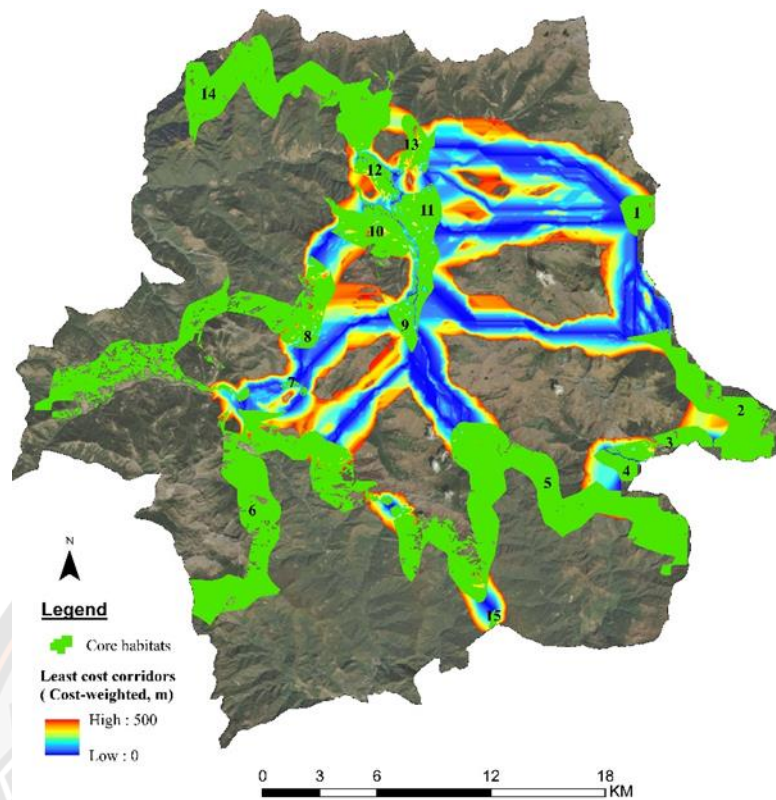 14
13
12
1
11
10
9
8
7
2
3
4
5
6
15
N
Legend
Core habitats
Least cost corridors
( Cost-weighted, m)
High : 500
Low : 0
0 3 6 12 18
KM